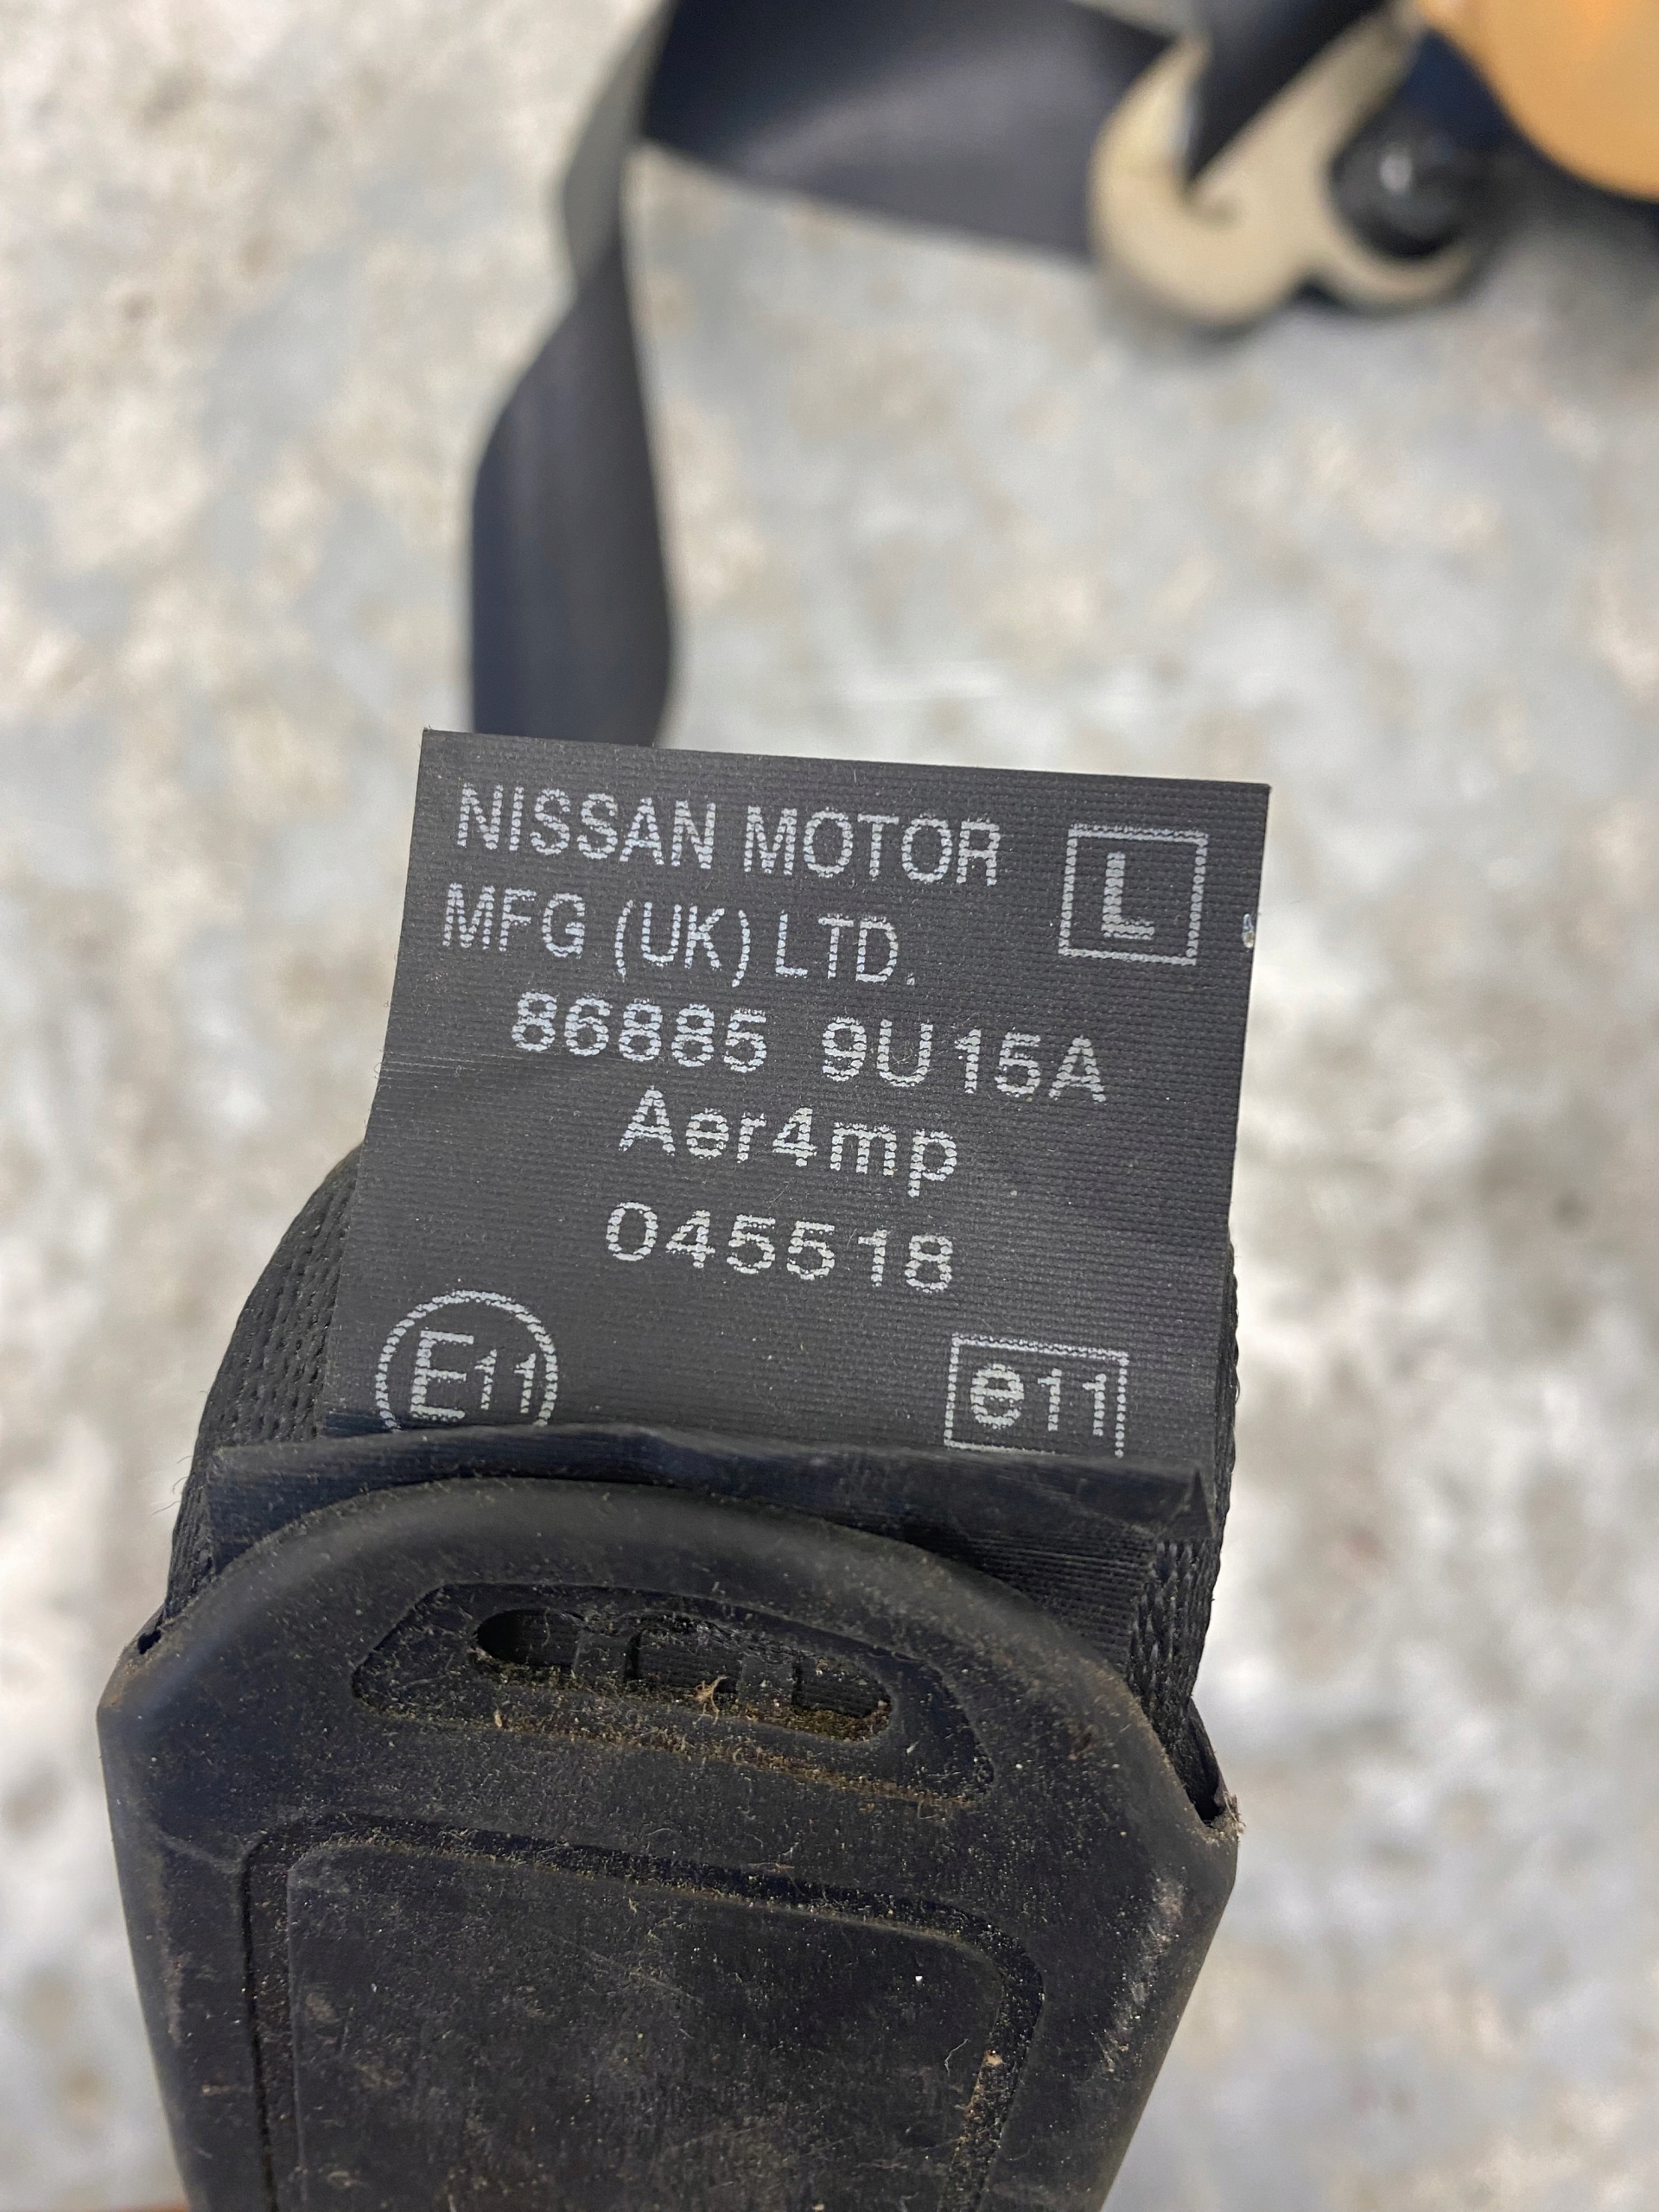 NISSAN MOTOR
MFG (UK) LTD.
L
86885 9U15A
Aer4mp
045518
E11
e11